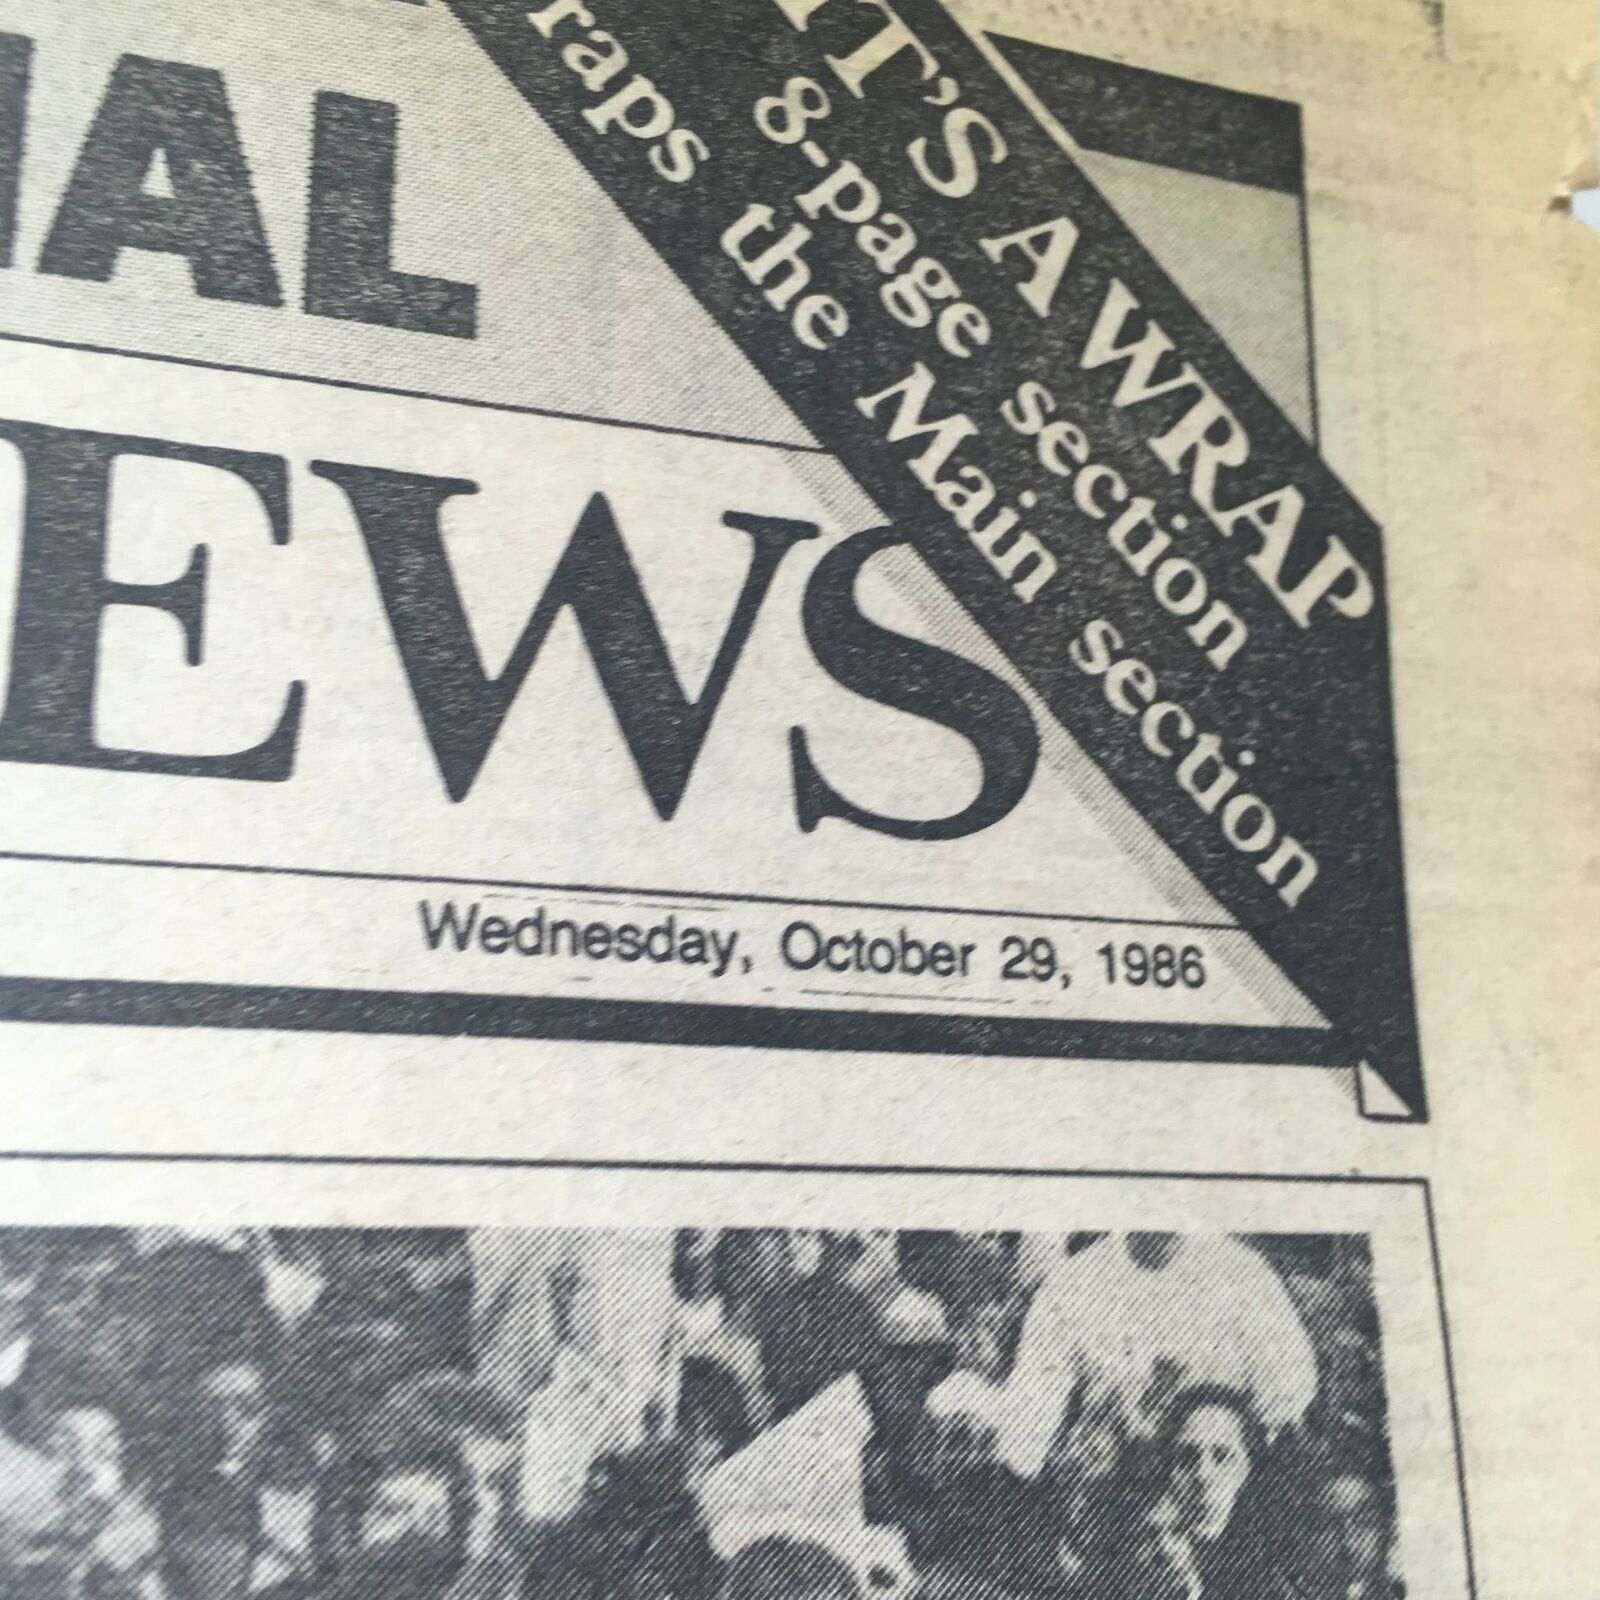 IT'S A WRAP
8-page section
raps the Main section
IAL
EWS
Wednesday, October 29, 1986